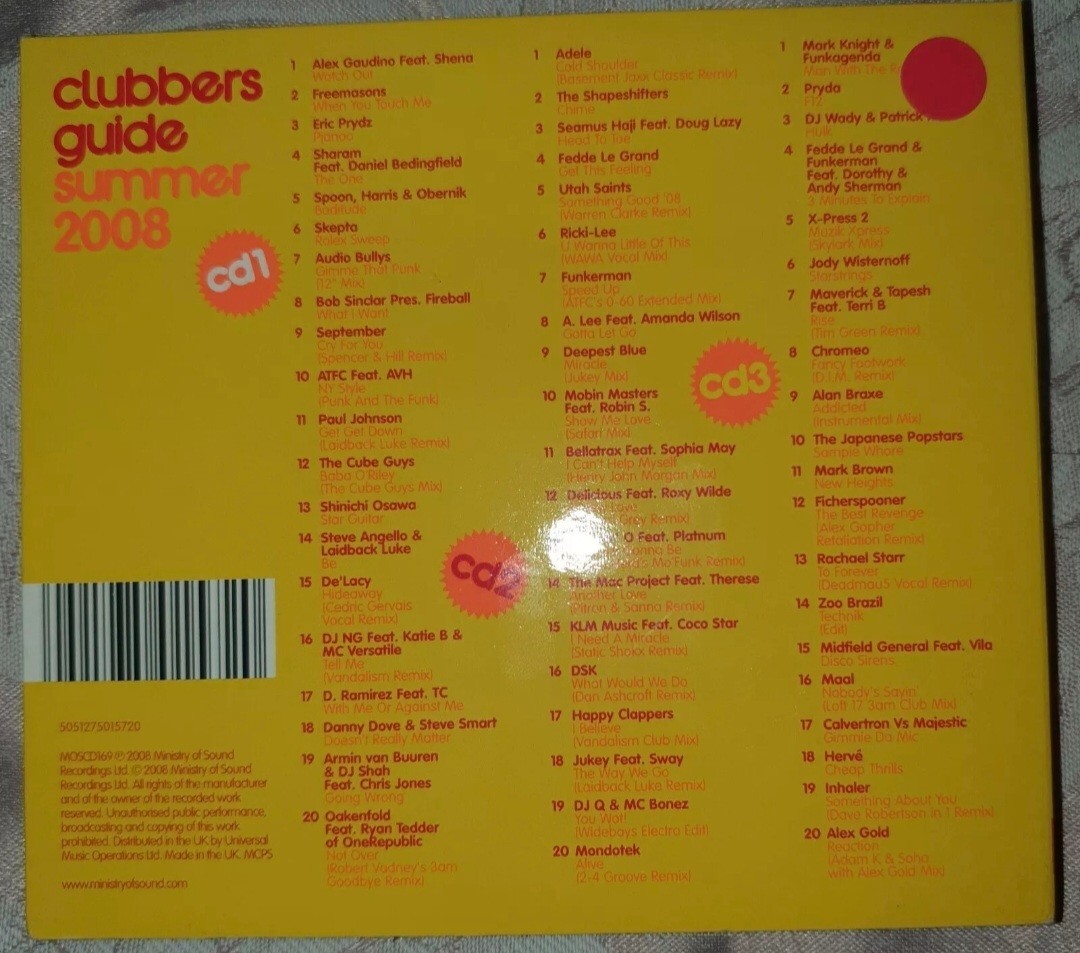 clubbers
guide
summer
2008
cd1
1 Alex Gaudino Feat. Shena
Watch Out
2 Freemasons
When You Touch Me
3 Eric Prydz
Pjanoo
4 Sharam
Feat. Daniel Bedingfield
The One
5 Spoon, Harris & Obernik
Baditude
6 Skepta
Rolex Sweep
7 Audio Bullys
Gimme That Punk
(12" Mix)
8 Bob Sinclar Pres. Fireball
What I Want
9 September
Cry For You
(Spencer & Hill Remix)
10 ATFC Feat. AVH
NY Style
(Punk And The Funk)
11 Paul Johnson
Get Get Down
(Laidback Luke Remix)
12 The Cube Guys
Baba O'Riley
(The Cube Guys Mix)
13 Shinichi Osawa
Star Guitar
14 Steve Angello &
Laidback Luke
Be
15 De'Lacy
Hideaway
(Cedric Gervais
Vocal Remix)
16 DJ NG Feat. Katie B &
MC Versatile
Tell Me
(Vandalism Remix)
17 D. Ramirez Feat. TC
With Me Or Against Me
18 Danny Dove & Steve Smart
Doesn't Really Matter
19 Armin van Buuren
& DJ Shah
Feat. Chris Jones
Going Wrong
20 Oakenfold
Feat. Ryan Tedder
of OneRepublic
Not Over
(Robert Vadney's 3am
Goodbye Remix)
cd2
1 Adele
Cold Shoulder
(Basement Jaxx Classic Remix)
2 The Shapeshifters
Chime
3 Seamus Haji Feat. Doug Lazy
Head To Toe
4 Fedde Le Grand
Get This Feeling
5 Utah Saints
Something Good '08
(Warren Clarke Remix)
6 Ricki-Lee
U Wanna Little Of This
(WAWA Vocal Mix)
7 Funkerman
Speed Up
(ATFC's 0-60 Extended Mix)
8 A. Lee Feat. Amanda Wilson
Gotta Let Go
9 Deepest Blue
Miracle
(Jukey Mix)
10 Mobin Masters
Feat. Robin S.
Show Me Love
(Safari Mix)
11 Bellatrax Feat. Sophia May
I Can't Help Myself
(Henry John Morgan Mix)
12 Delicious Feat. Roxy Wilde
Love
Grey Remix)
O Feat. Platnum
Be
Mo'Funk Remix)
14 The Mac Project Feat. Therese
Another Love
(Pitron & Sanna Remix)
15 KLM Music Feat. Coco Star
I Need A Miracle
(Static Shokx Remix)
16 DSK
What Would We Do
(Dan Ashcroft Remix)
17 Happy Clappers
I Believe
(Vandalism Club Mix)
18 Jukey Feat. Sway
The Way We Go
(Laidback Luke Remix)
19 DJ Q & MC Bonez
You Wot!
(Wideboys Electro Edit)
20 Mondotek
Alive
(2-4 Groove Remix)
cd3
1 Mark Knight &
Funkagenda
Man With The
2 Pryda
F12
3 DJ Wady & Patrick
Hulk
4 Fedde Le Grand &
Funkerman
Feat. Dorothy &
Andy Sherman
3 Minutes To Explain
5 X-Press 2
Muzik Xpress
(Skylark Mix)
6 Jody Wisternoff
Starstrings
7 Maverick & Tapesh
Feat. Terri B
Rise
(Tim Green Remix)
8 Chromeo
Fancy Footwork
(D.I.M. Remix)
9 Alan Braxe
Addicted
(Instrumental Mix)
10 The Japanese Popstars
Sample Whore
11 Mark Brown
New Heights
12 Ficherspooner
The Best Revenge
(Alex Gopher
Retaliation Remix)
13 Rachael Starr
To Forever
(Deadmau5 Vocal Remix)
14 Zoo Brazil
Technik
(Edit)
15 Midfield General Feat. Vila
Disco Sirens
16 Maal
Nobody's Sayin'
(Loft 17 3am Club Mix)
17 Calvertron Vs Majestic
Gimmie Da Mic
18 Hervé
Cheap Thrills
19 Inhaler
Something About You
(Dave Robertson In 1 Remix)
20 Alex Gold
Reaction
(Adam K & Soha
with Alex Gold Mix)
5051275015720
MOSCD169 ℗ 2008 Ministry of Sound
Recordings Ltd. © 2008 Ministry of Sound
Recordings Ltd. All rights of the manufacturer
and of the owner of the recorded work
reserved. Unauthorised public performance,
broadcasting and copying of this work
prohibited. Distributed in the UK by Universal
Music Operations Ltd. Made in the UK. MCPS
www.ministryofsound.com